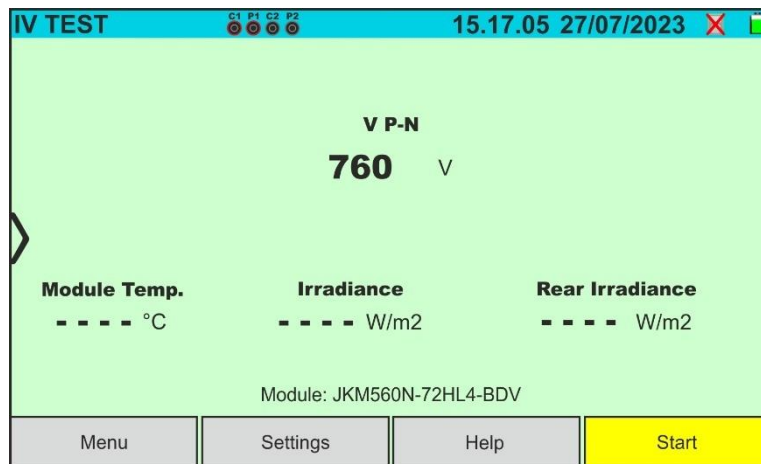 IV TEST C1 P1 C2 P2 15.17.05 27/07/2023
V P-N
760 V
Module Temp. Irradiance Rear Irradiance
- - - - °C - - - - W/m2 - - - - W/m2
Module: JKM560N-72HL4-BDV
Menu Settings Help Start